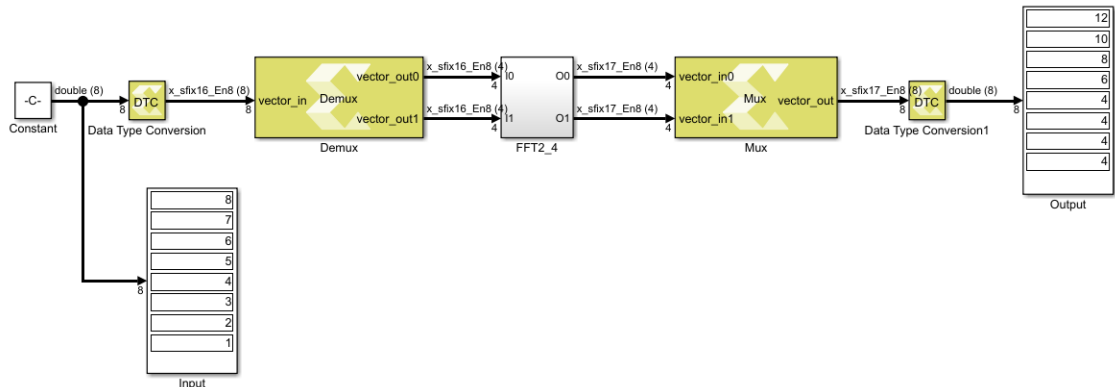 -C-
Constant
double (8)
8
DTC
Data Type Conversion
x_sfix16_En8 (8)
8
vector_in
Demux
vector_out0
vector_out1
Demux
x_sfix16_En8 (4)
4
x_sfix16_En8 (4)
4
I0
I1
O0
O1
FFT2_4
x_sfix17_En8 (4)
4
x_sfix17_En8 (4)
4
vector_in0
vector_in1
Mux
vector_out
Mux
x_sfix17_En8 (8)
8
DTC
Data Type Conversion1
double (8)
8
12
10
8
6
4
4
4
4
Output
8
8
7
6
5
4
3
2
1
Input